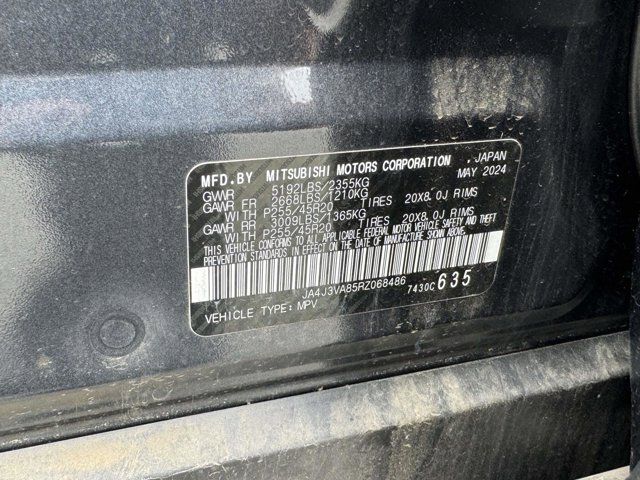 MFD.BY MITSUBISHI MOTORS CORPORATION , JAPAN
GVWR 5192LBS/2355KG MAY 2024
GAWR FR 2668LBS/1210KG
WITH P255/45R20 TIRES 20X8.0J RIMS
GAWR RR 3009LBS/1365KG
WITH P255/45R20 TIRES 20X8.0J RIMS
THIS VEHICLE CONFORMS TO ALL APPLICABLE FEDERAL MOTOR VEHICLE SAFETY AND THEFT
PREVENTION STANDARDS IN EFFECT ON THE DATE OF MANUFACTURE SHOWN ABOVE.
JA4J3VA85RZ068486 7430C 635
VEHICLE TYPE: MPV